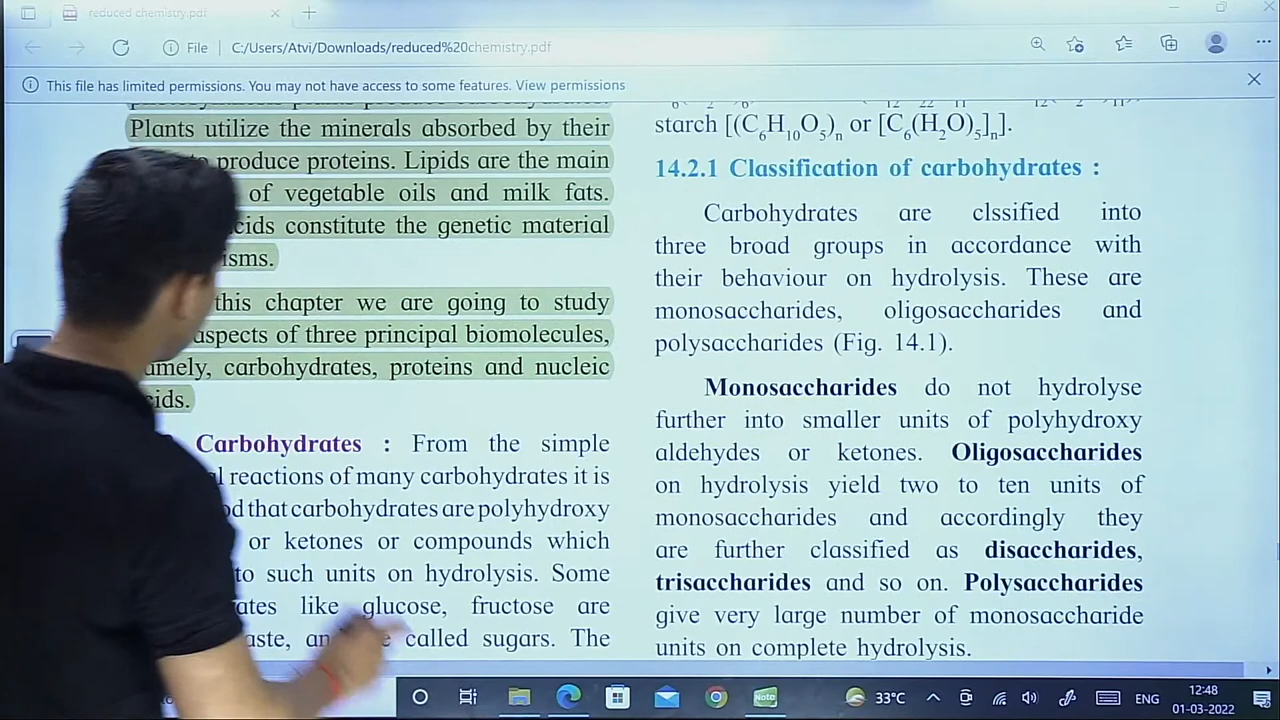 reduced chemistry.pdf
File
C:/Users/Atvi/Downloads/reduced%20chemistry.pdf
This file has limited permissions. You may not have access to some features. View permissions
Plants utilize the minerals absorbed by their
produce proteins. Lipids are the main
of vegetable oils and milk fats.
constitute the genetic material
this chapter we are going to study
aspects of three principal biomolecules,
carbohydrates, proteins and nucleic
Carbohydrates : From the simple
reactions of many carbohydrates it is
that carbohydrates are polyhydroxy
or ketones or compounds which
to such units on hydrolysis. Some
like glucose, fructose are
called sugars. The
starch [(C6H10O5)n or [C6(H2O)5]n].
14.2.1 Classification of carbohydrates :
Carbohydrates are clssified into
three broad groups in accordance with
their behaviour on hydrolysis. These are
monosaccharides, oligosaccharides and
polysaccharides (Fig. 14.1).
Monosaccharides do not hydrolyse
further into smaller units of polyhydroxy
aldehydes or ketones. Oligosaccharides
on hydrolysis yield two to ten units of
monosaccharides and accordingly they
are further classified as disaccharides,
trisaccharides and so on. Polysaccharides
give very large number of monosaccharide
units on complete hydrolysis.
Note
33°C
ENG
12:48
01-03-2022